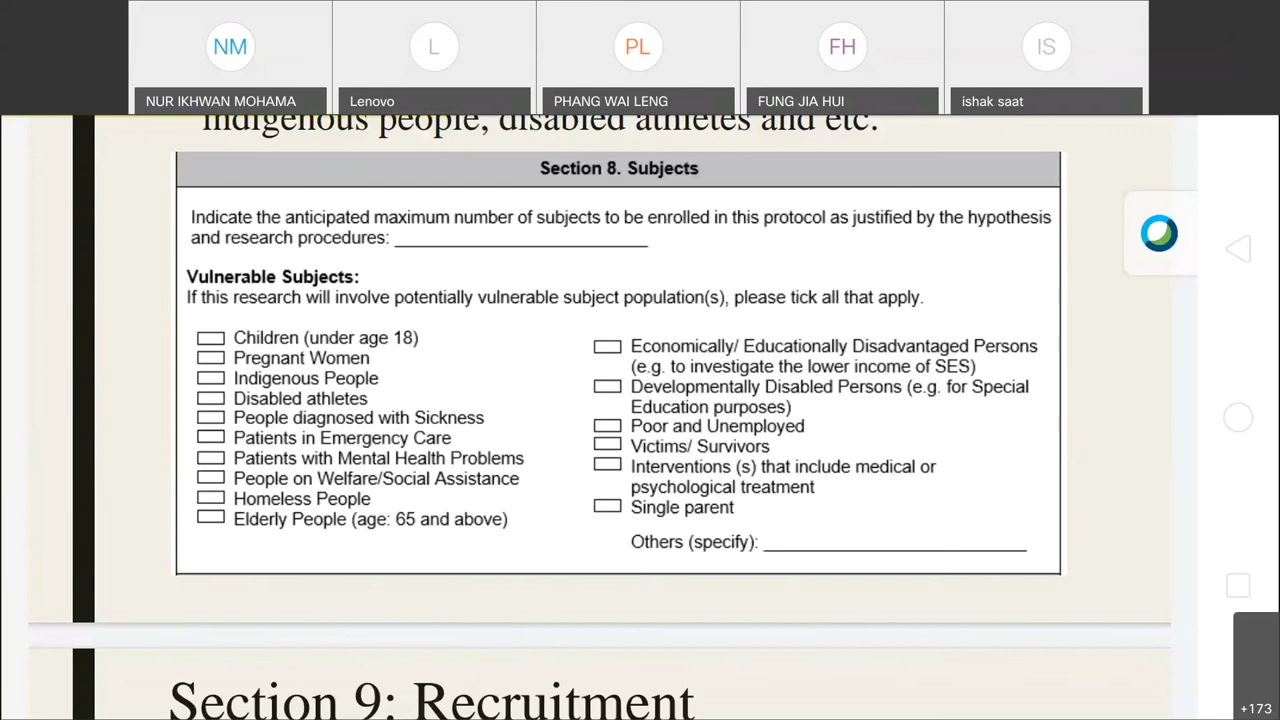 NM
L
PL
FH
IS
NUR IKHWAN MOHAMA
Lenovo
PHANG WAI LENG
FUNG JIA HUI
ishak saat
indigenous people, disabled athletes and etc.
Section 8. Subjects
Indicate the anticipated maximum number of subjects to be enrolled in this protocol as justified by the hypothesis
and research procedures:
Vulnerable Subjects:
If this research will involve potentially vulnerable subject population(s), please tick all that apply.
Children (under age 18)
Pregnant Women
Indigenous People
Disabled athletes
People diagnosed with Sickness
Patients in Emergency Care
Patients with Mental Health Problems
People on Welfare/Social Assistance
Homeless People
Elderly People (age: 65 and above)
Economically/ Educationally Disadvantaged Persons
(e.g. to investigate the lower income of SES)
Developmentally Disabled Persons (e.g. for Special
Education purposes)
Poor and Unemployed
Victims/ Survivors
Interventions (s) that include medical or
psychological treatment
Single parent
Others (specify):
Section 9: Recruitment
+173